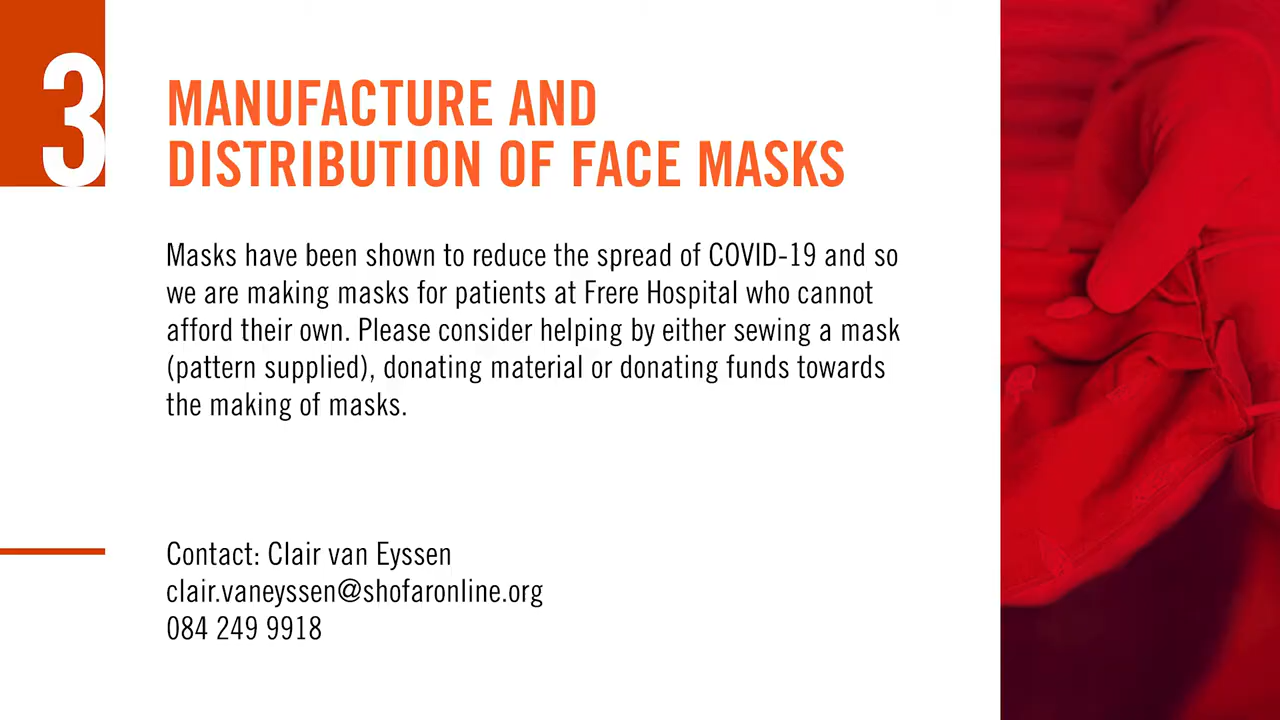 3
MANUFACTURE AND
DISTRIBUTION OF FACE MASKS
Masks have been shown to reduce the spread of COVID-19 and so
we are making masks for patients at Frere Hospital who cannot
afford their own. Please consider helping by either sewing a mask
(pattern supplied), donating material or donating funds towards
the making of masks.
Contact: Clair van Eyssen
clair.vaneyssen@shofaronline.org
084 249 9918